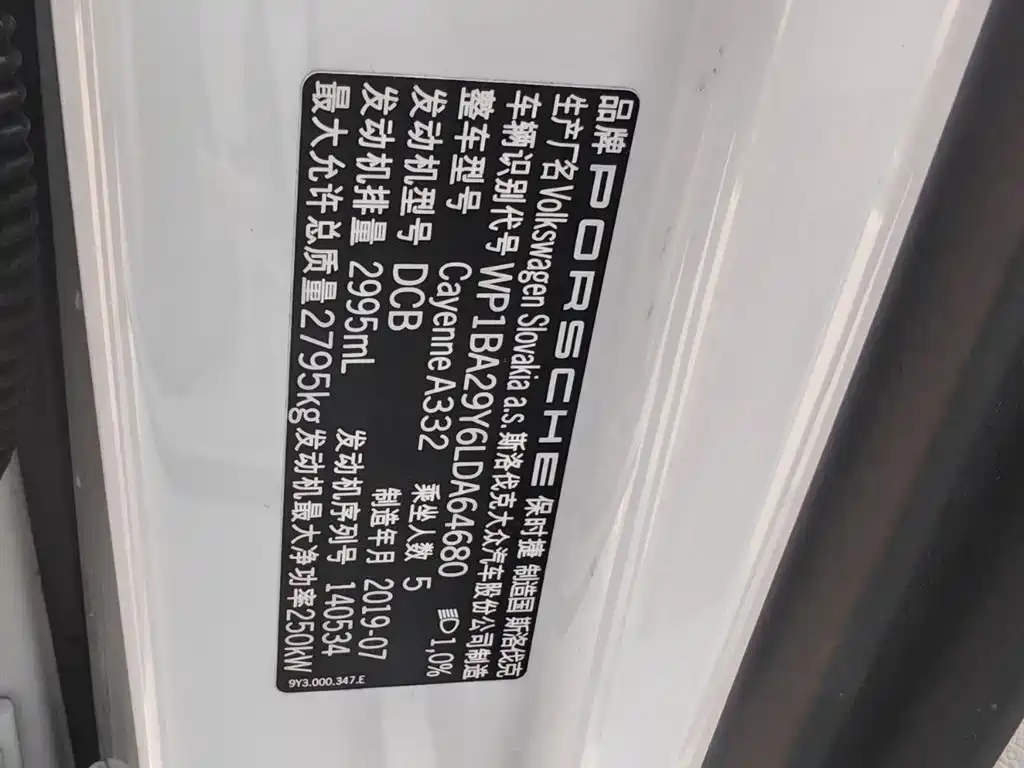 品牌 PORSCHE 保时捷 制造国 斯洛伐克
生产厂名 Volkswagen Slovakia a.s. 斯洛伐克大众汽车股份公司制造
车辆识别代号 WP1BA29Y6LDA64680 1,0%
整车型号 Cayenne A332 乘坐人数 5
发动机型号 DCB 制造年月 2019-07
发动机排量 2995mL 发动机序列号 140534
最大允许总质量 2795kg 发动机最大净功率 250kW
9Y3.000.347.E